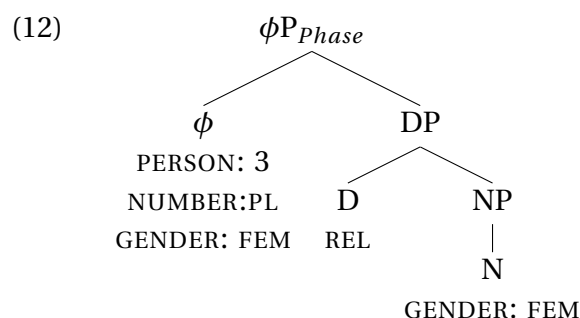 (12) ϕP_Phase
ϕ DP
PERSON: 3
NUMBER:PL D NP
GENDER: FEM REL
N
GENDER: FEM